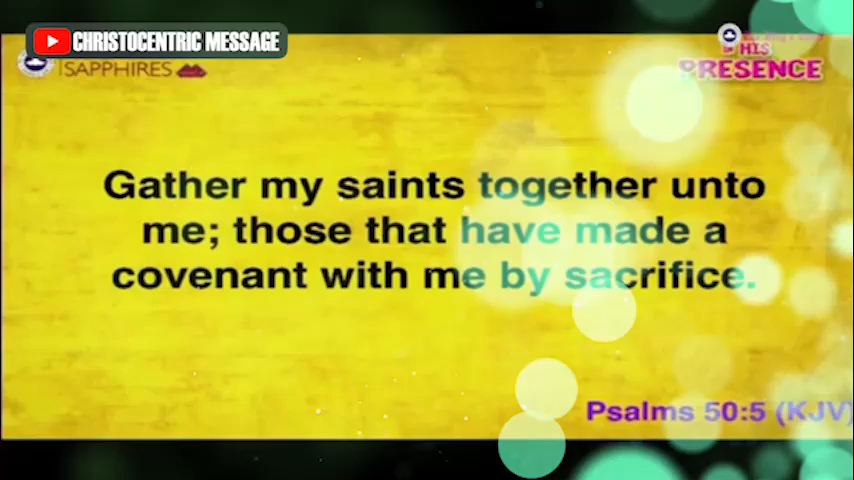 CHRISTOCENTRIC MESSAGE
SAPPHIRES
HIS
PRESENCE
Gather my saints together unto
me; those that have made a
covenant with me by sacrifice.
Psalms 50:5 (KJV)